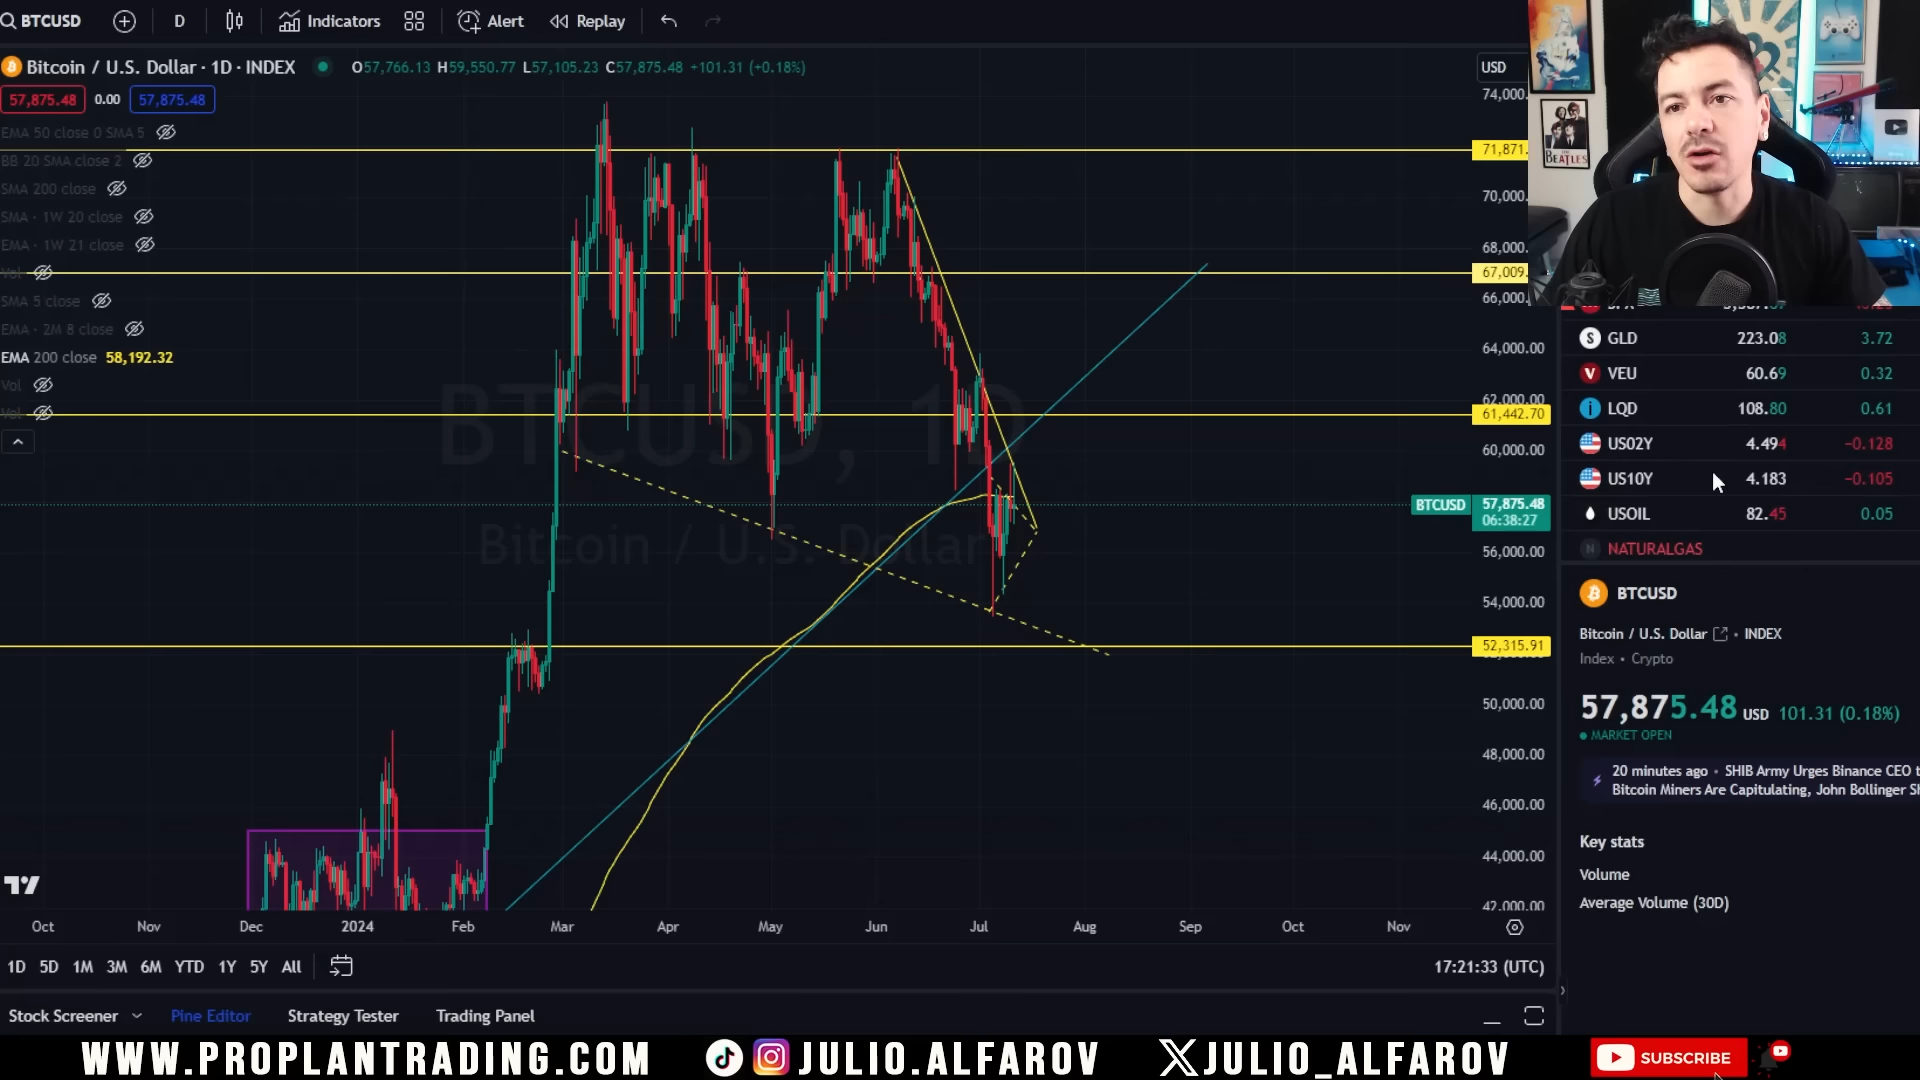 BTCUSD
D
Indicators
Alert
Replay
Bitcoin / U.S. Dollar · 1D · INDEX
O57,766.13 H59,550.77 L57,105.23 C57,875.48 +101.31 (+0.18%)
57,875.48 0.00 57,875.48
EMA 50 close 0 SMA 5
BB 20 SMA close 2
SMA 200 close
SMA · 1W 20 close
EMA · 1W 21 close
Vol
SMA 5 close
EMA · 2M 8 close
EMA 200 close 58,192.32
Vol
Vol
BTCUSD, 1D
Bitcoin / U.S. Dollar
USD
74,000.
71,871.
70,000.
68,000.
67,009.
66,000.
64,000.00
62,000.00
61,442.70
60,000.00
BTCUSD 57,875.48
06:38:27
56,000.00
54,000.00
52,315.91
50,000.00
48,000.00
46,000.00
44,000.00
42,000.00
Oct Nov Dec 2024 Feb Mar Apr May Jun Jul Aug Sep Oct Nov
1D 5D 1M 3M 6M YTD 1Y 5Y All
17:21:33 (UTC)
Stock Screener Pine Editor Strategy Tester Trading Panel
THE BEATLES
GLD 223.08 3.72
VEU 60.69 0.32
LQD 108.80 0.61
US02Y 4.494 −0.128
US10Y 4.183 −0.105
USOIL 82.45 0.05
NATURALGAS
BTCUSD
Bitcoin / U.S. Dollar · INDEX
Index • Crypto
57,875.48 USD 101.31 (0.18%)
MARKET OPEN
20 minutes ago • SHIB Army Urges Binance CEO t
Bitcoin Miners Are Capitulating, John Bollinger Sh
Key stats
Volume
Average Volume (30D)
WWW.PROPLANTRADING.COM
JULIO.ALFAROV
JULIO_ALFAROV
SUBSCRIBE